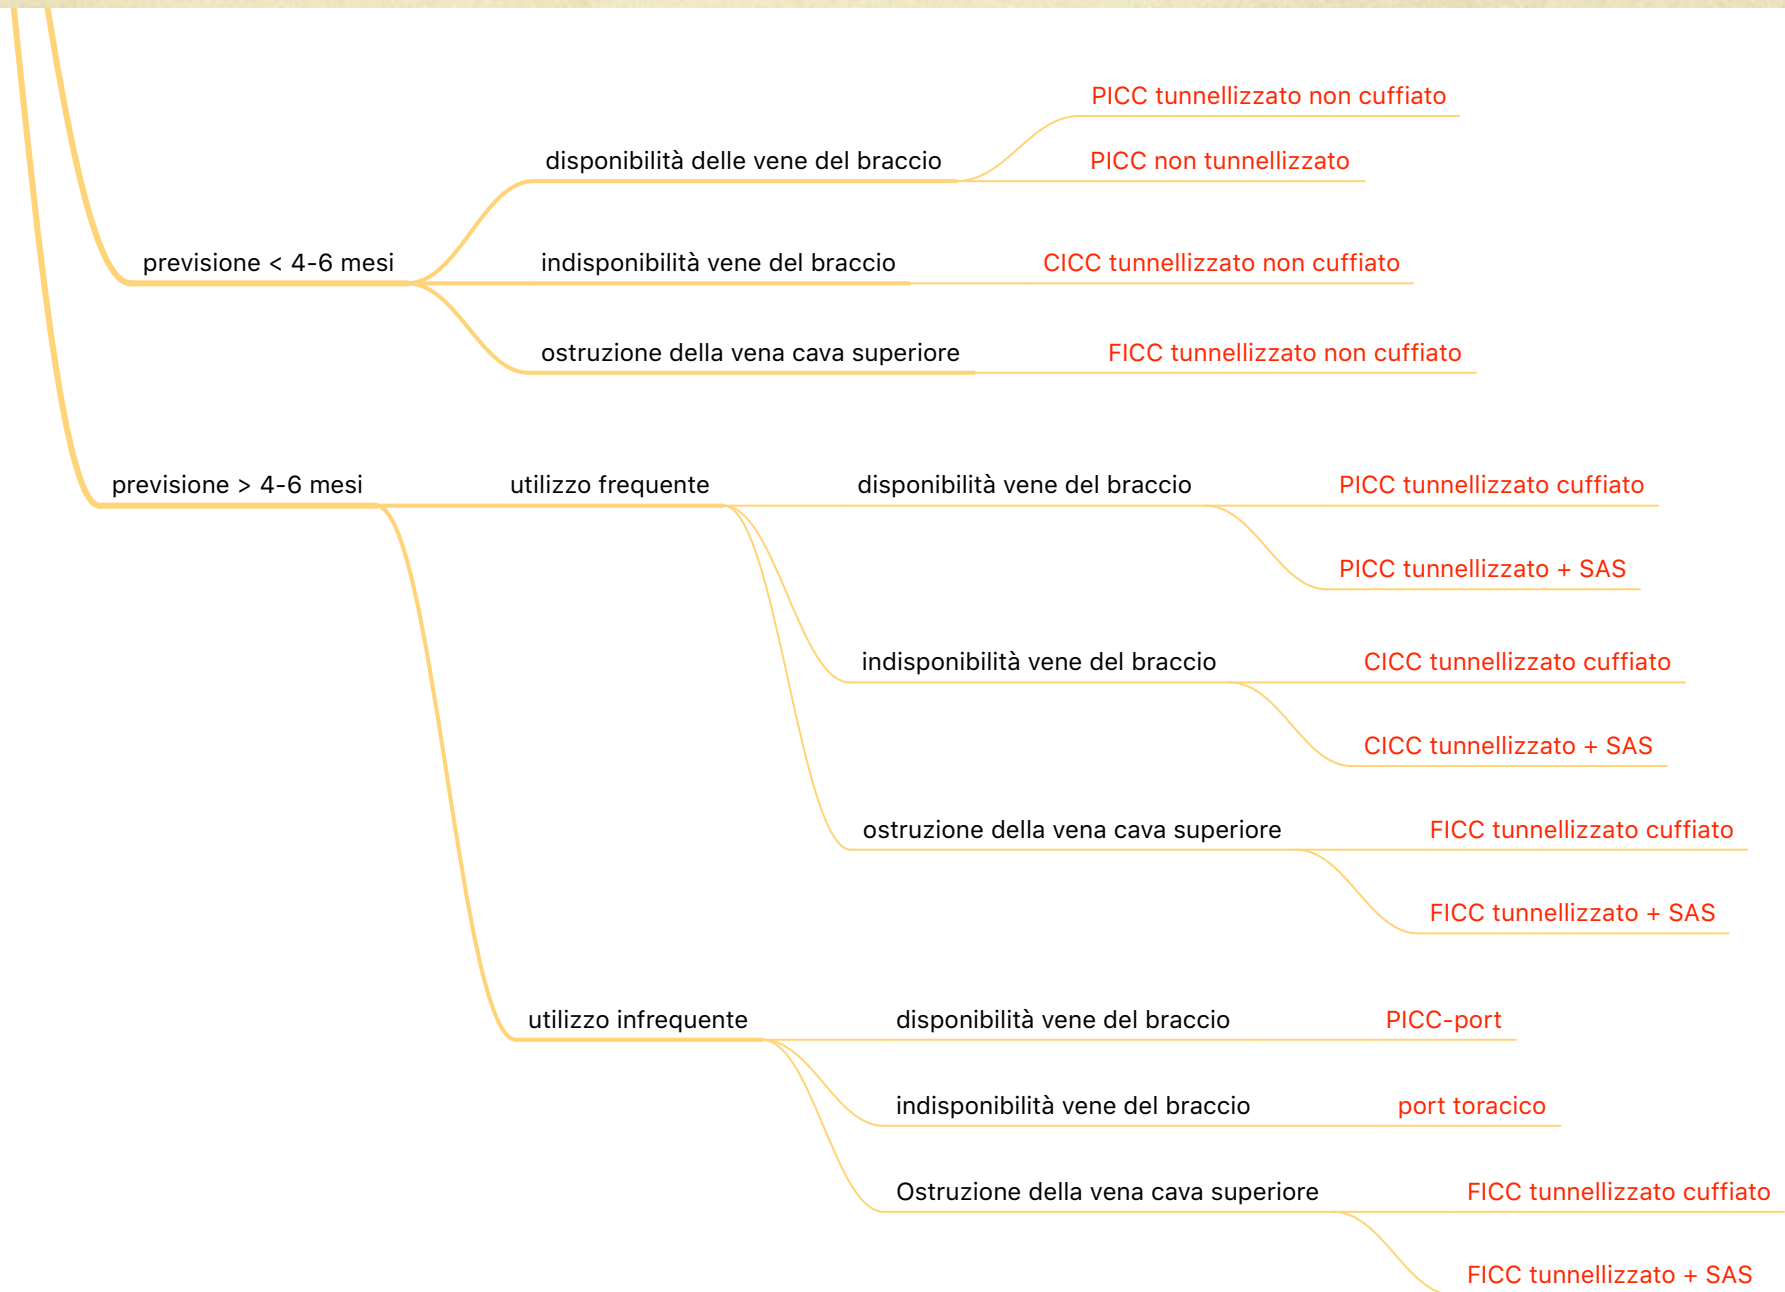 PICC tunnellizzato non cuffiato
disponibilità delle vene del braccio
PICC non tunnellizzato
previsione < 4-6 mesi
indisponibilità vene del braccio
CICC tunnellizzato non cuffiato
ostruzione della vena cava superiore
FICC tunnellizzato non cuffiato
previsione > 4-6 mesi
utilizzo frequente
disponibilità vene del braccio
PICC tunnellizzato cuffiato
PICC tunnellizzato + SAS
indisponibilità vene del braccio
CICC tunnellizzato cuffiato
CICC tunnellizzato + SAS
ostruzione della vena cava superiore
FICC tunnellizzato cuffiato
FICC tunnellizzato + SAS
utilizzo infrequente
disponibilità vene del braccio
PICC-port
indisponibilità vene del braccio
port toracico
Ostruzione della vena cava superiore
FICC tunnellizzato cuffiato
FICC tunnellizzato + SAS